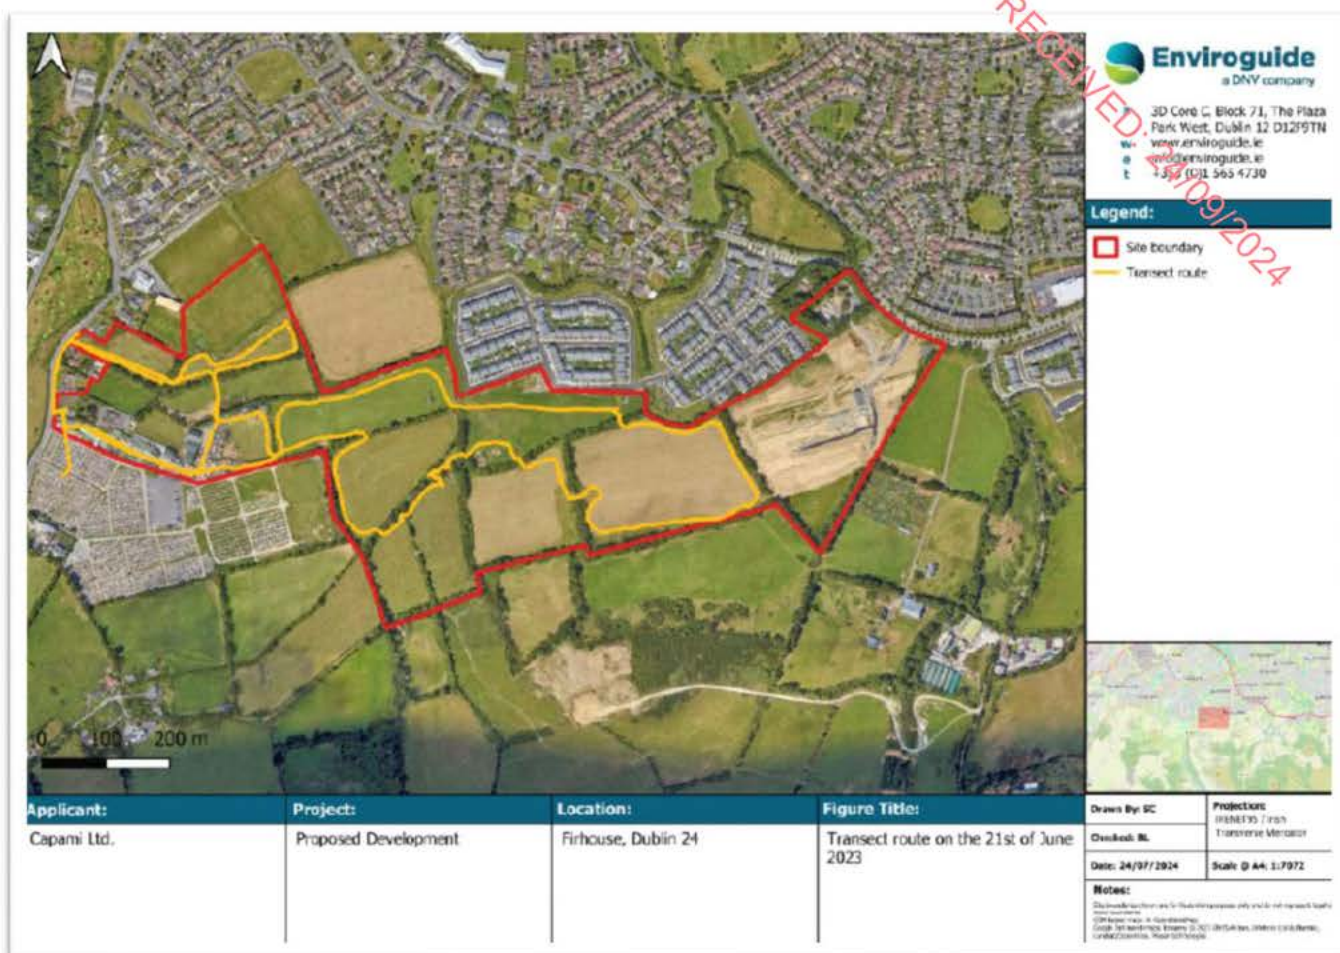 RECEIVED: 24/09/2024
Enviroguide
a DNV company
3D Core C, Block 71, The Plaza
Park West, Dublin 12 D12F9TN
w. www.enviroguide.ie
e info@enviroguide.ie
t +353 (0)1 565 4730
Legend:
Site boundary
Transect route
0 100 200 m
Applicant:
Capami Ltd.
Project:
Proposed Development
Location:
Firhouse, Dublin 24
Figure Title:
Transect route on the 21st of June
2023
Drawn By: SC
Checked: BL
Date: 24/07/2024
Projection:
Transverse Mercator
Scale @ A4: 1:7072
Notes: